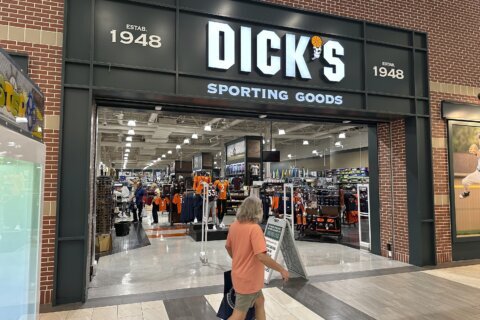 ESTAB.
1948
DICK'S
SPORTING GOODS
ESTAB.
1948